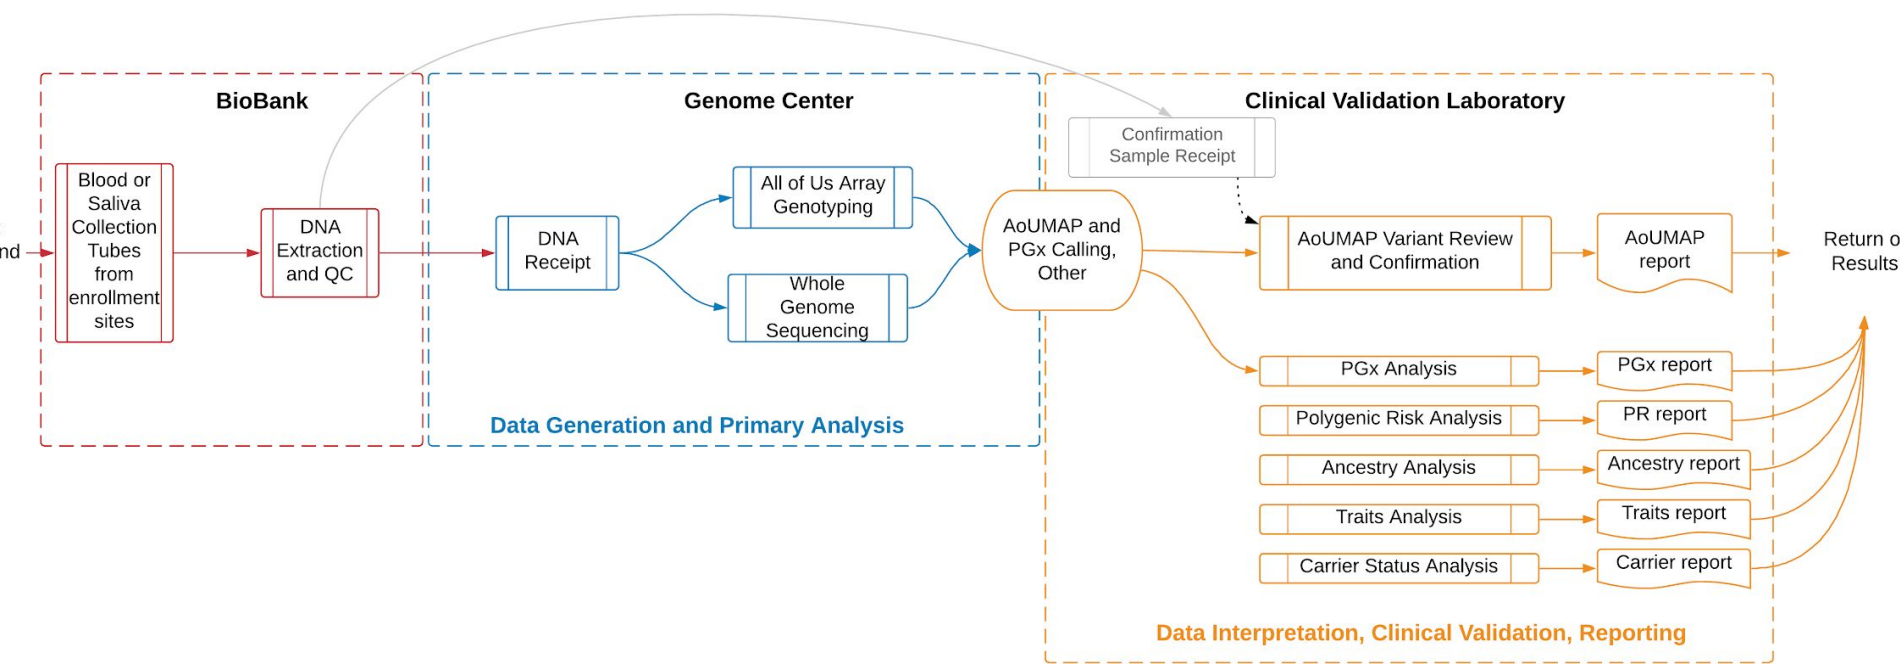 BioBank
Genome Center
Clinical Validation Laboratory
nd
Blood or
Saliva
Collection
Tubes
from
enrollment
sites
DNA
Extraction
and QC
DNA
Receipt
All of Us Array
Genotyping
Whole
Genome
Sequencing
Data Generation and Primary Analysis
AoUMAP and
PGx Calling,
Other
Confirmation
Sample Receipt
AoUMAP Variant Review
and Confirmation
AoUMAP
report
Return o
Results
PGx Analysis
PGx report
Polygenic Risk Analysis
PR report
Ancestry Analysis
Ancestry report
Traits Analysis
Traits report
Carrier Status Analysis
Carrier report
Data Interpretation, Clinical Validation, Reporting